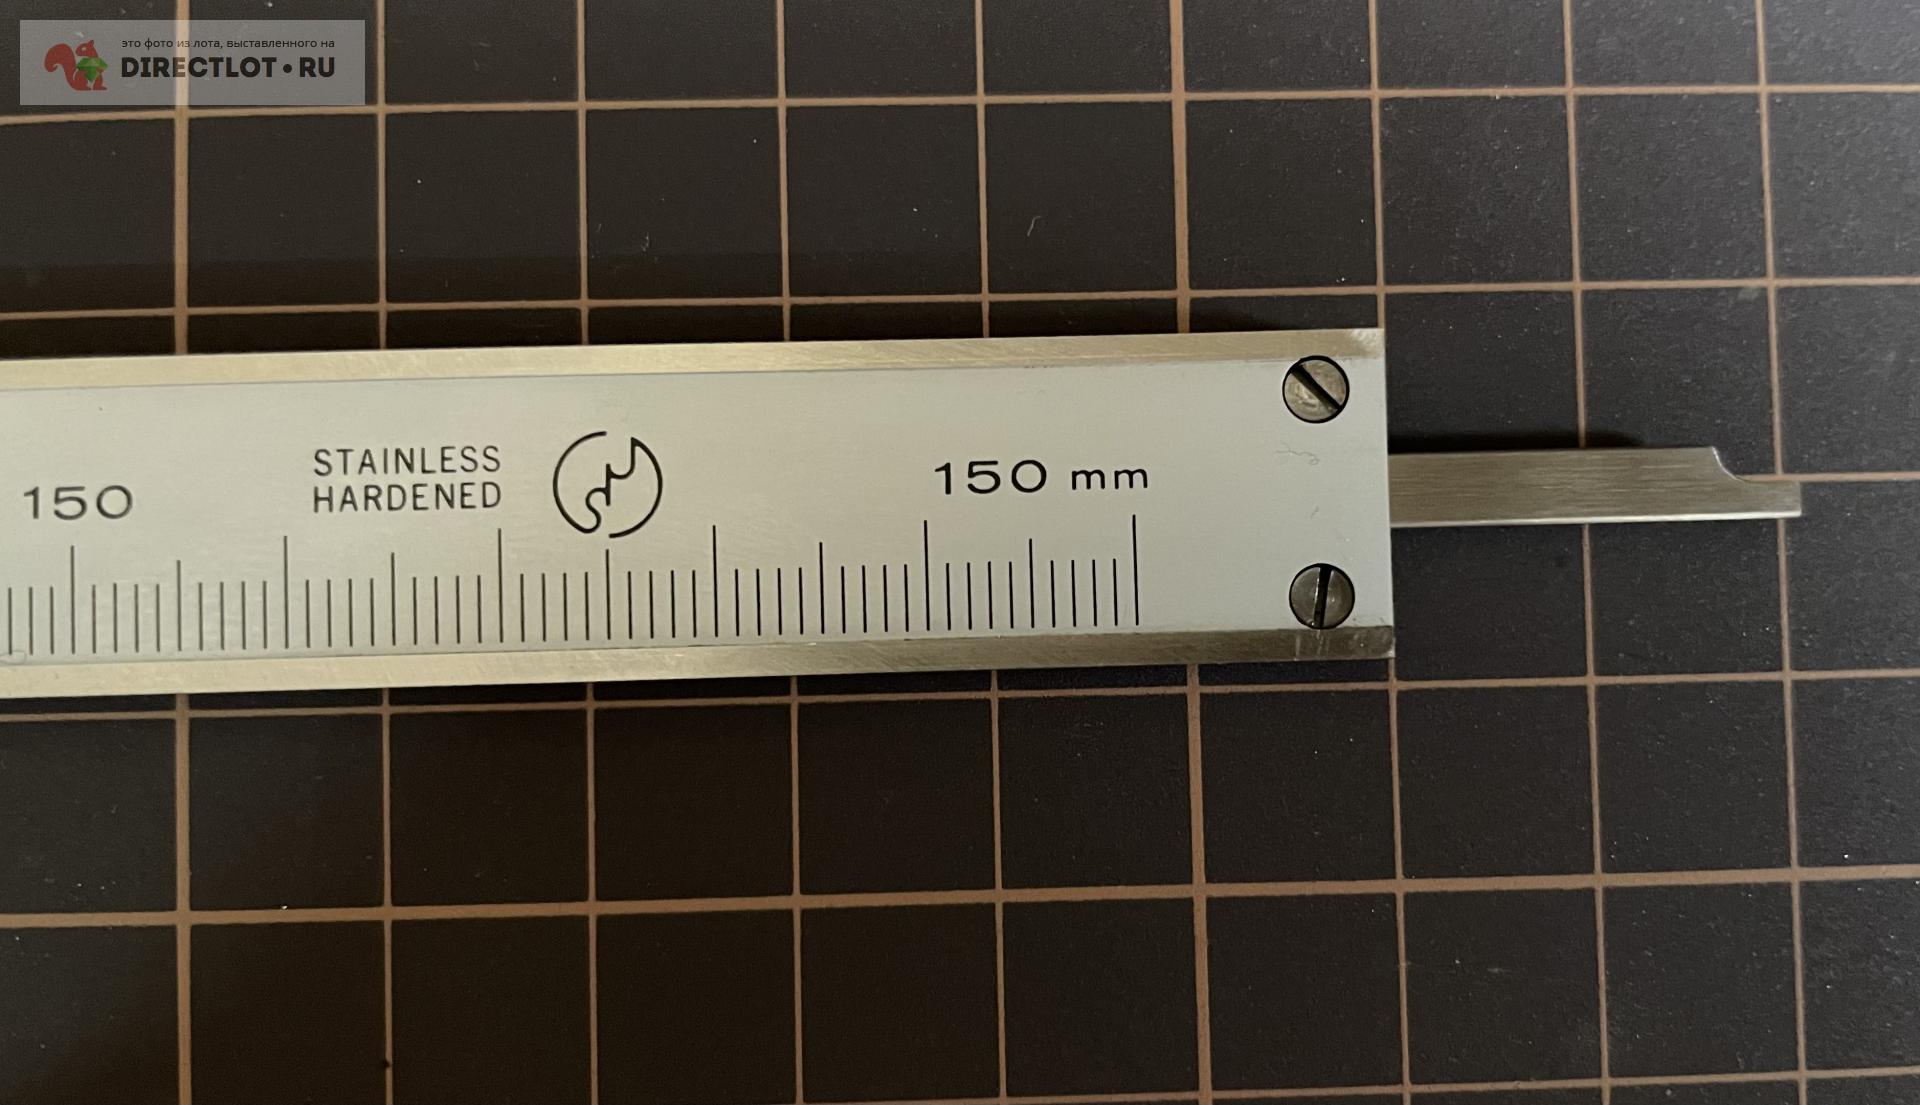 это фото из лота, выставленного на
DIRECTLOT•RU
STAINLESS
HARDENED
150
150 mm